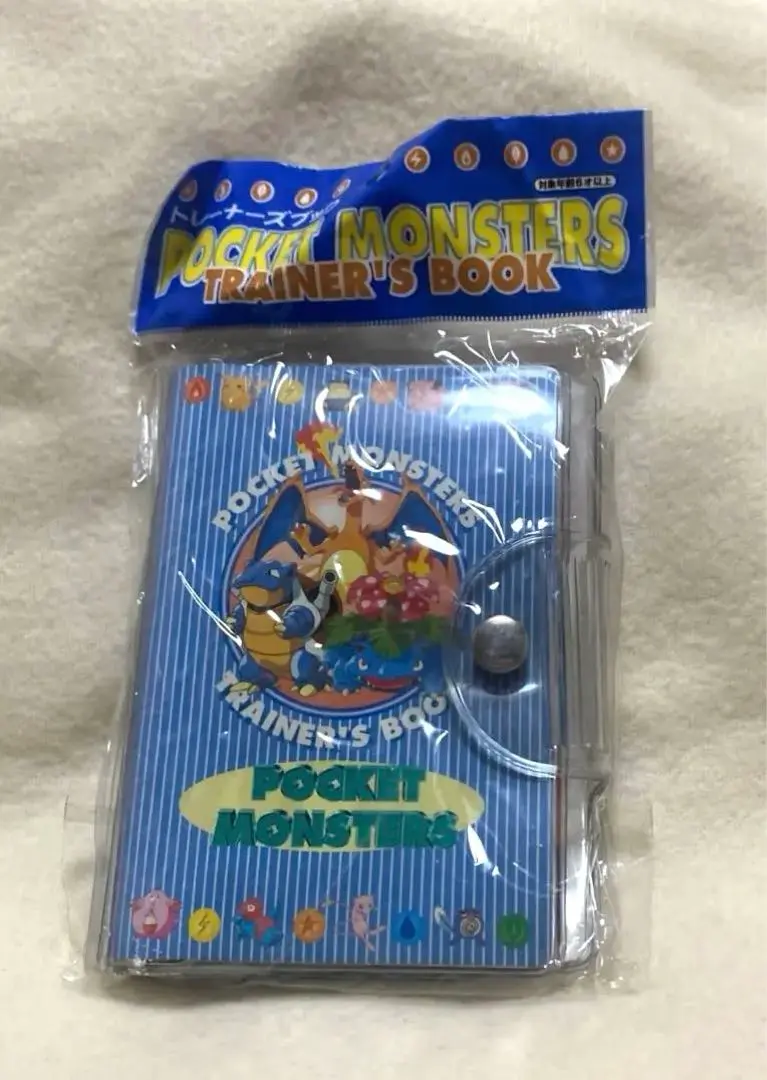 対象年齢6才以上
トレーナーズブック
POCKET MONSTERS
TRAINER'S BOOK
POCKET MONSTERS
TRAINER'S BOOK
POCKET
MONSTERS